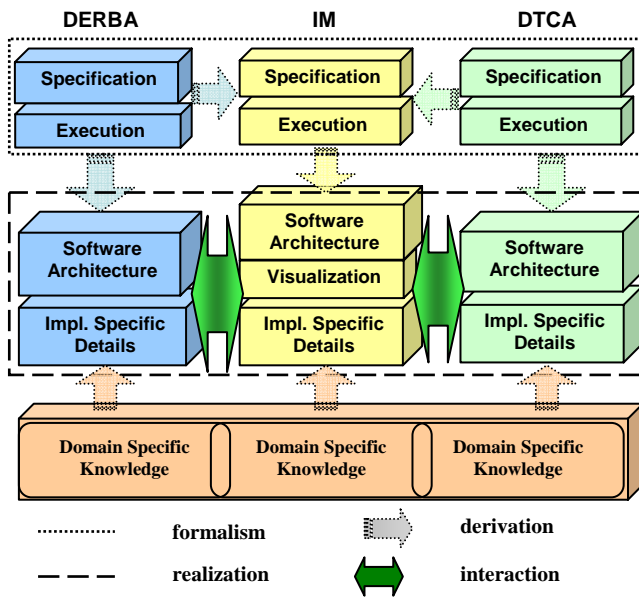 DERBA IM DTCA
Specification Specification Specification
Execution Execution Execution
Software Architecture
Software Architecture
Software Architecture
Visualization
Impl. Specific Details
Impl. Specific Details
Impl. Specific Details
Domain Specific Knowledge
Domain Specific Knowledge
Domain Specific Knowledge
formalism derivation
realization interaction